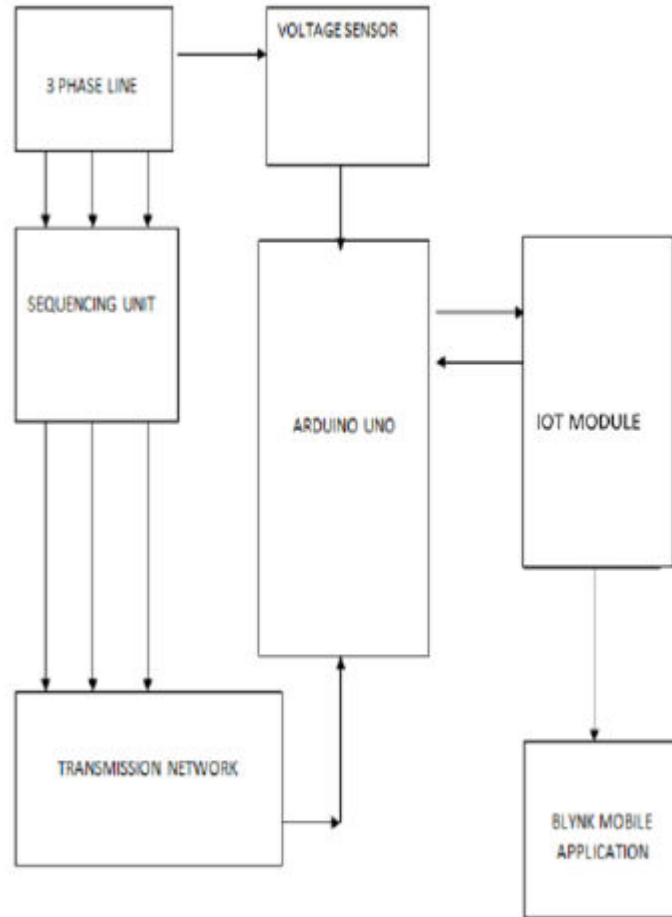 3 PHASE LINE
VOLTAGE SENSOR
SEQUENCING UNIT
ARDUINO UNO
IOT MODULE
TRANSMISSION NETWORK
BLYNK MOBILE
APPLICATION